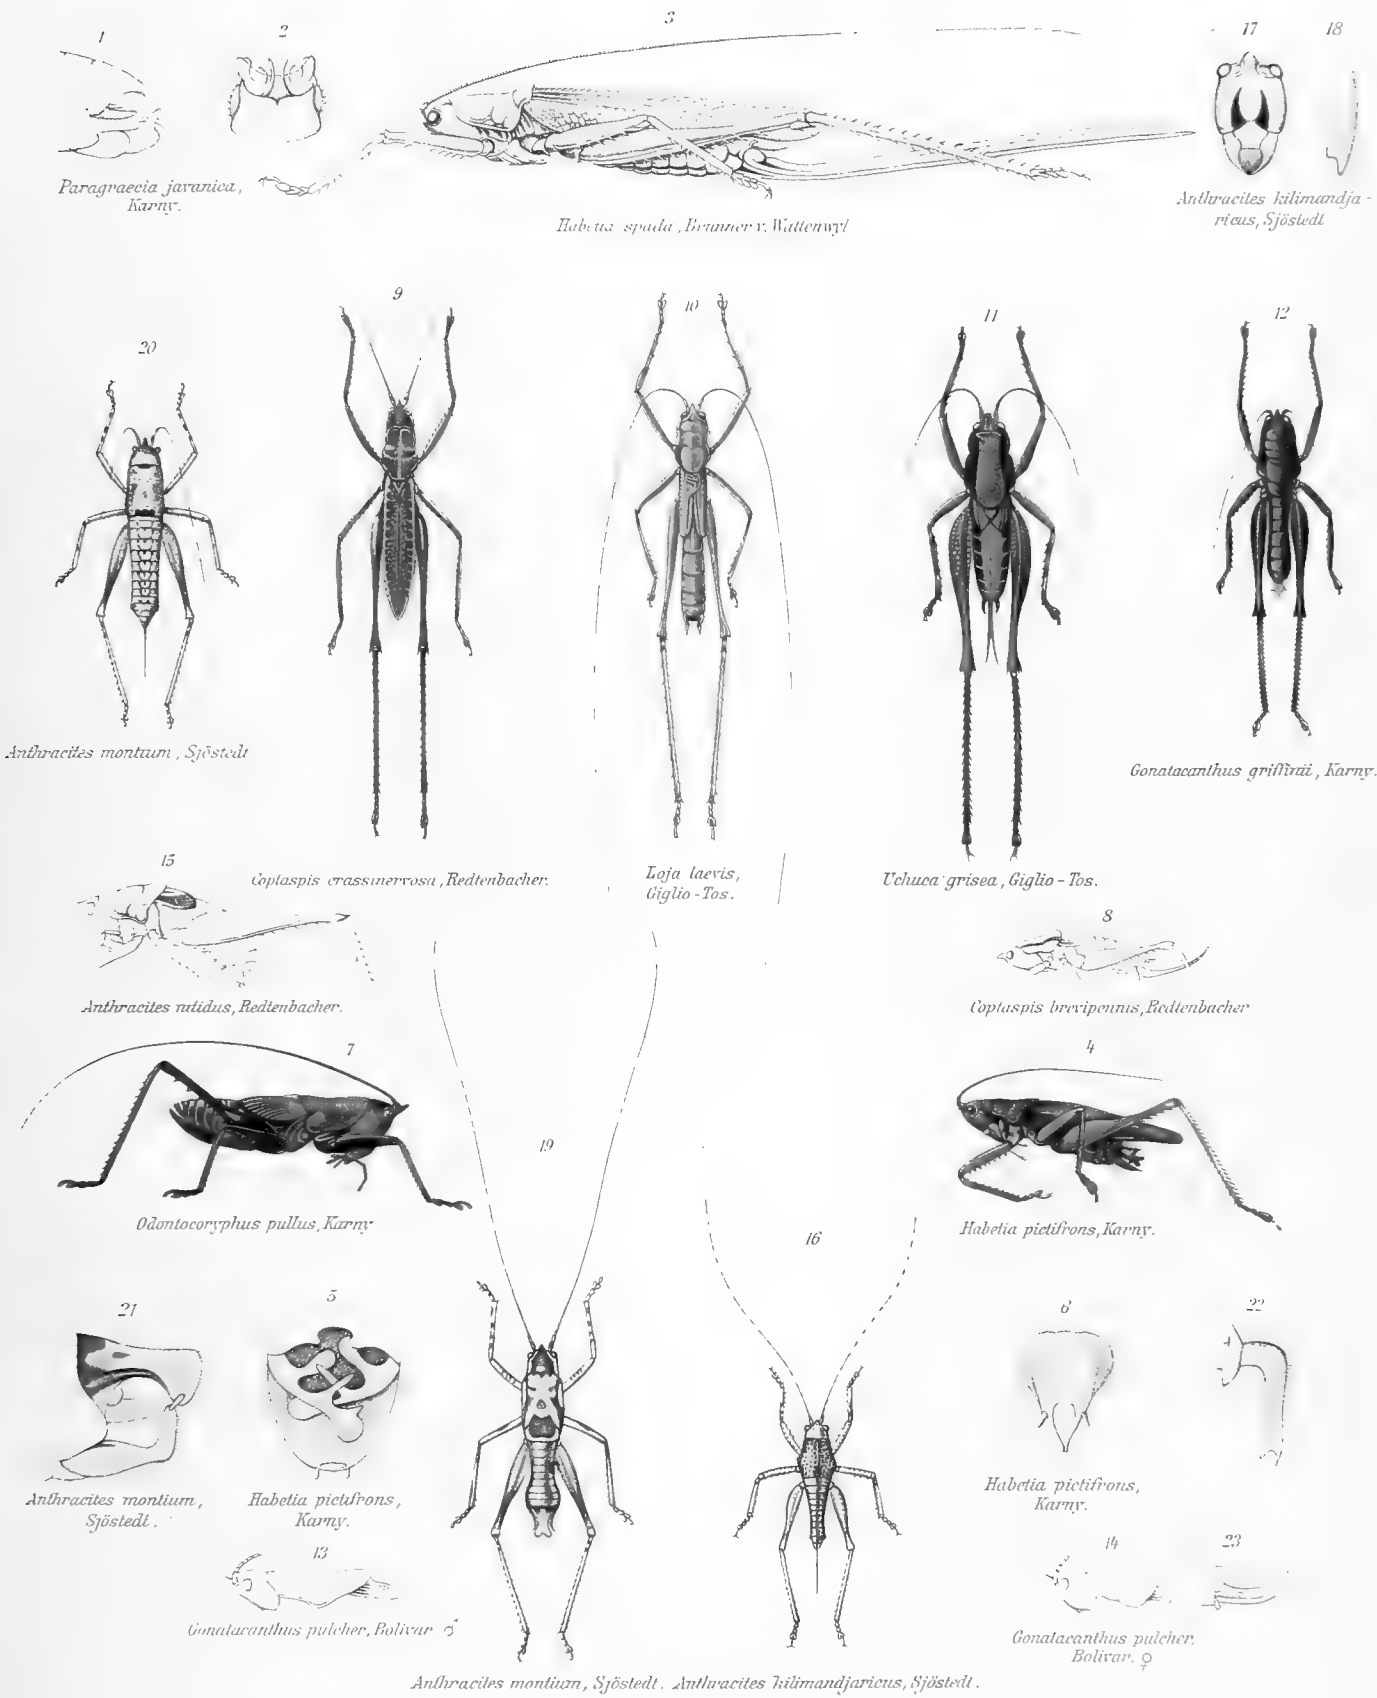 1
2
3
17
18
Paragraecia javanica,
Karny.
Habetia spada, Brunner v. Wattenwyl
Anthracites kilimandja-
ricus, Sjöstedt
20
9
10
11
12
Anthracites montium, Sjöstedt
Coptaspis crassinervosa, Redtenbacher.
Loja laevis,
Giglio-Tos.
Uchuca grisea, Giglio-Tos.
Gonatacanthus griffinii, Karny.
15
8
Anthracites nitidus, Redtenbacher.
Coptaspis brevipennis, Redtenbacher
7
4
19
16
Odontocoryphus pullus, Karny
Habetia pictifrons, Karny.
21
5
6
22
Anthracites montium,
Sjöstedt.
Habetia pictifrons,
Karny.
Habetia pictifrons,
Karny.
13
14
23
Gonatacanthus pulcher, Bolivar ♂
Gonatacanthus pulcher,
Bolivar. ♀
Anthracites montium, Sjöstedt. Anthracites kilimandjaricus, Sjöstedt.